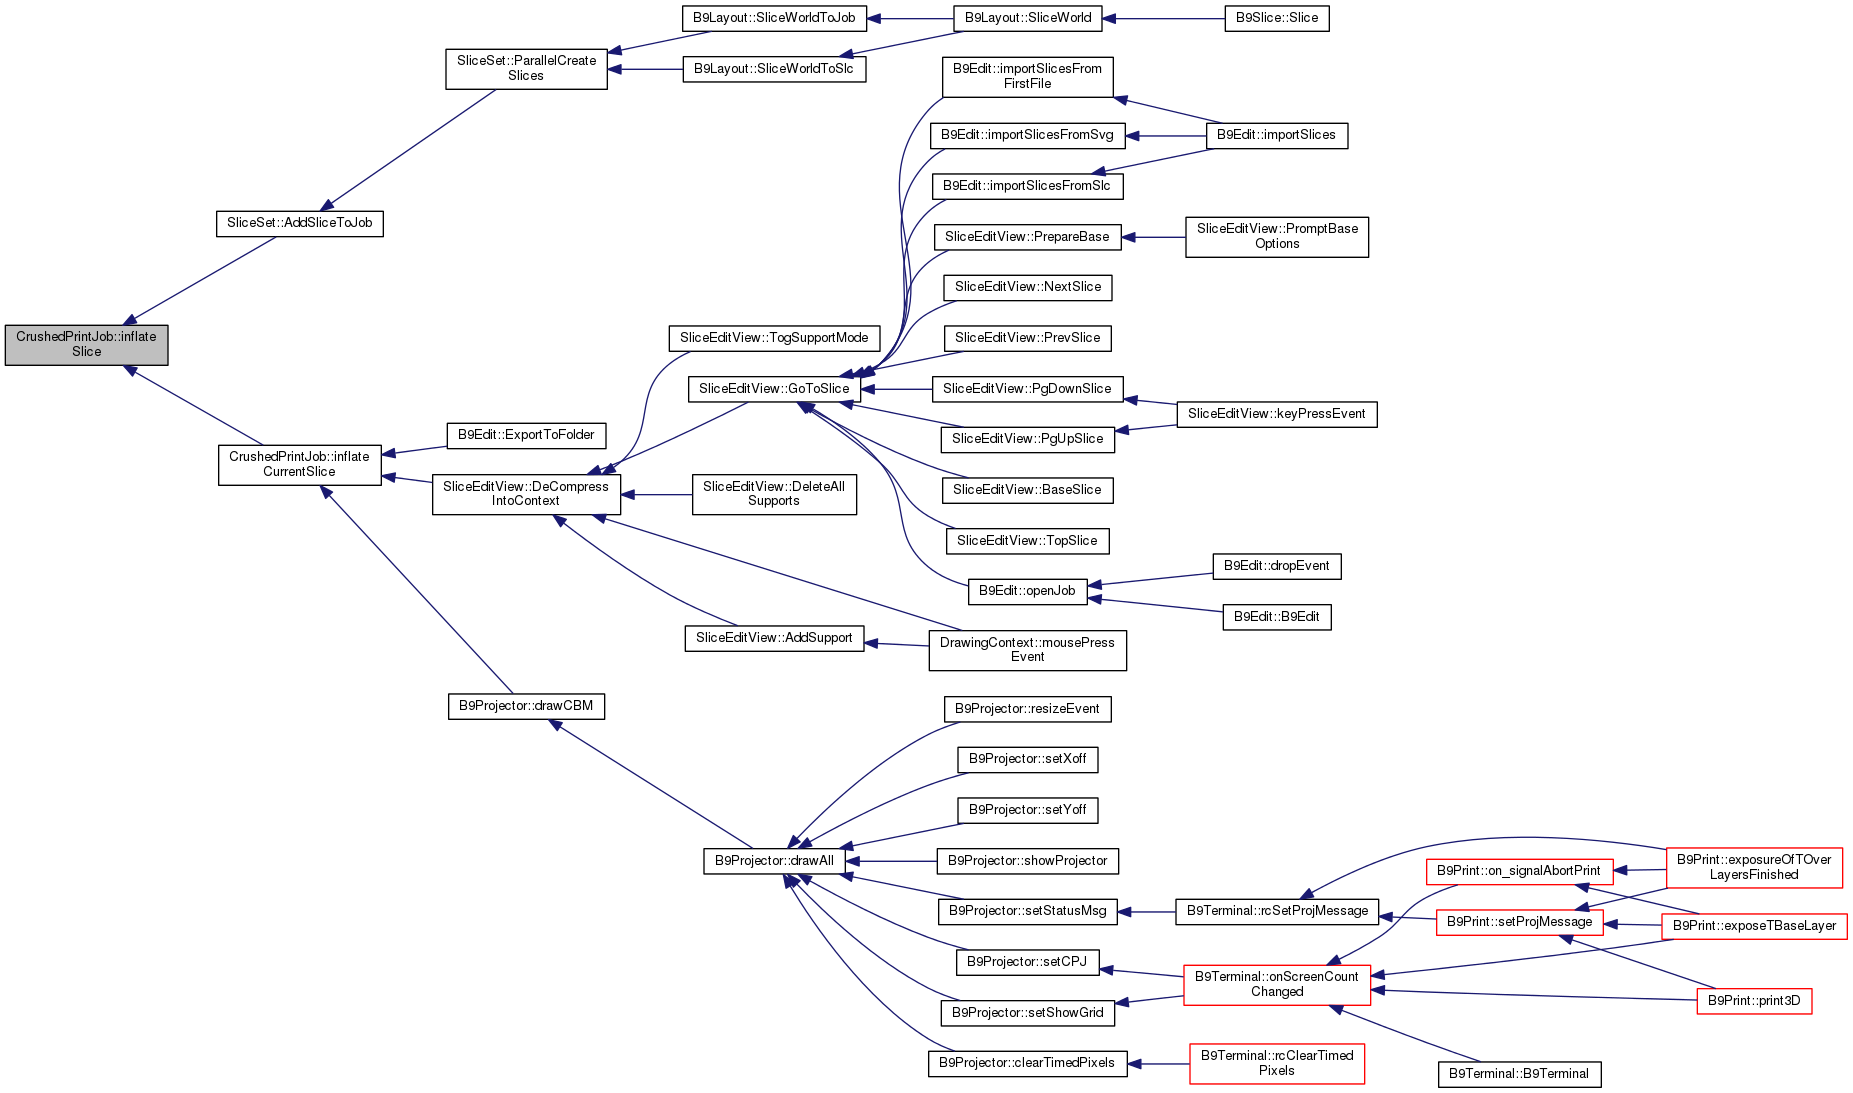 B9Layout::SliceWorldToJob
B9Layout::SliceWorld
B9Slice::Slice
SliceSet::ParallelCreate
Slices
B9Layout::SliceWorldToSlc
B9Edit::importSlicesFrom
FirstFile
B9Edit::importSlicesFromSvg
B9Edit::importSlices
B9Edit::importSlicesFromSlc
SliceSet::AddSliceToJob
SliceEditView::PrepareBase
SliceEditView::PromptBase
Options
SliceEditView::NextSlice
CrushedPrintJob::inflate
Slice
SliceEditView::TogSupportMode
SliceEditView::PrevSlice
SliceEditView::GoToSlice
SliceEditView::PgDownSlice
SliceEditView::keyPressEvent
B9Edit::ExportToFolder
SliceEditView::PgUpSlice
CrushedPrintJob::inflate
CurrentSlice
SliceEditView::DeCompress
IntoContext
SliceEditView::DeleteAll
Supports
SliceEditView::BaseSlice
SliceEditView::TopSlice
B9Edit::openJob
B9Edit::dropEvent
B9Edit::B9Edit
SliceEditView::AddSupport
DrawingContext::mousePress
Event
B9Projector::drawCBM
B9Projector::resizeEvent
B9Projector::setXoff
B9Projector::setYoff
B9Projector::drawAll
B9Projector::showProjector
B9Print::on_signalAbortPrint
B9Print::exposureOfTOver
LayersFinished
B9Projector::setStatusMsg
B9Terminal::rcSetProjMessage
B9Print::setProjMessage
B9Print::exposeTBaseLayer
B9Projector::setCPJ
B9Terminal::onScreenCount
Changed
B9Print::print3D
B9Projector::setShowGrid
B9Projector::clearTimedPixels
B9Terminal::rcClearTimed
Pixels
B9Terminal::B9Terminal